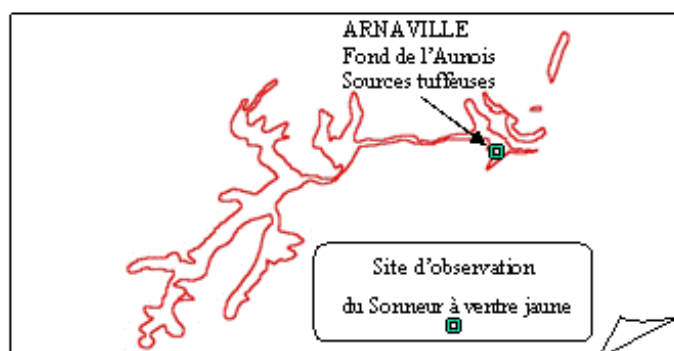 ARNAVILLE
Fond de l'Aunois
Sources tuffeuses
Site d'observation
du Sonneur à ventre jaune